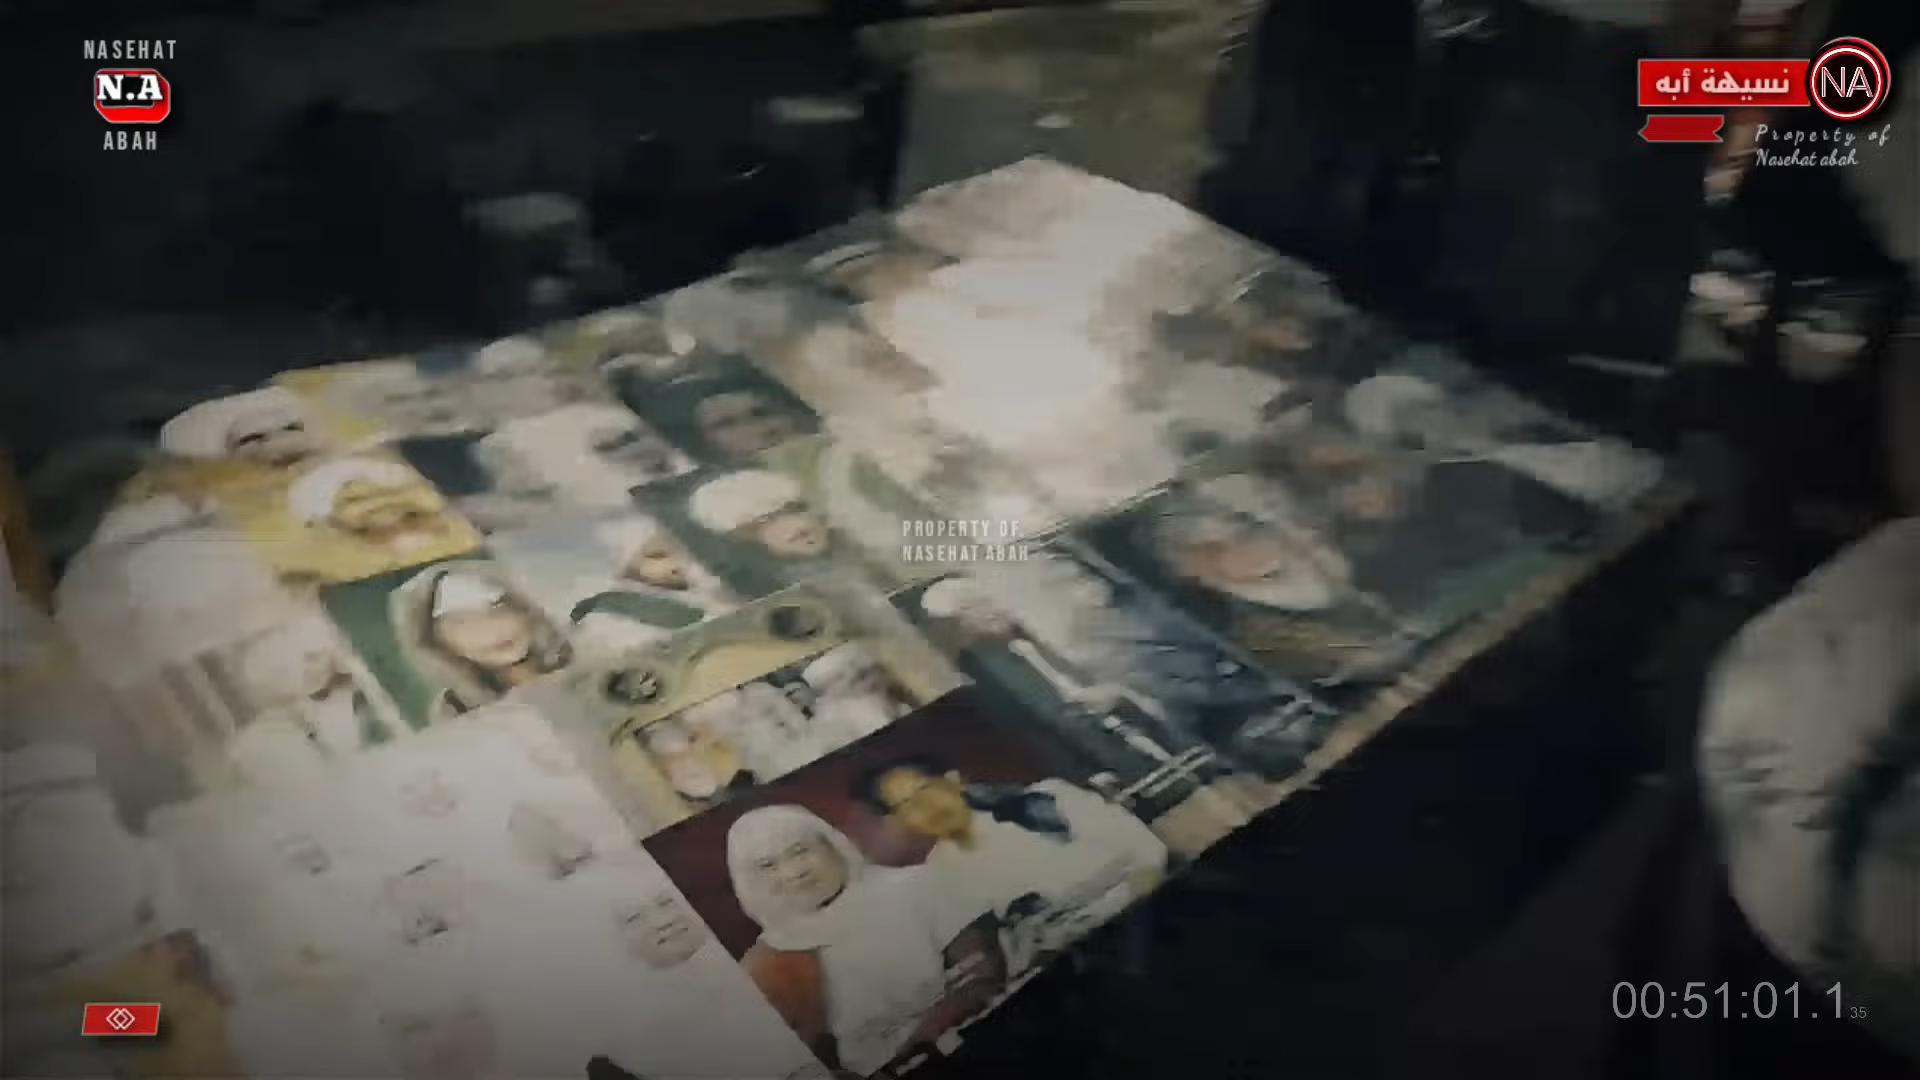 NASEHAT
N.A
ABAH
نسيهة أبه
NA
Property of
Nasehat abah
PROPERTY OF
NASEHAT ABAH
00:51:01.1
35